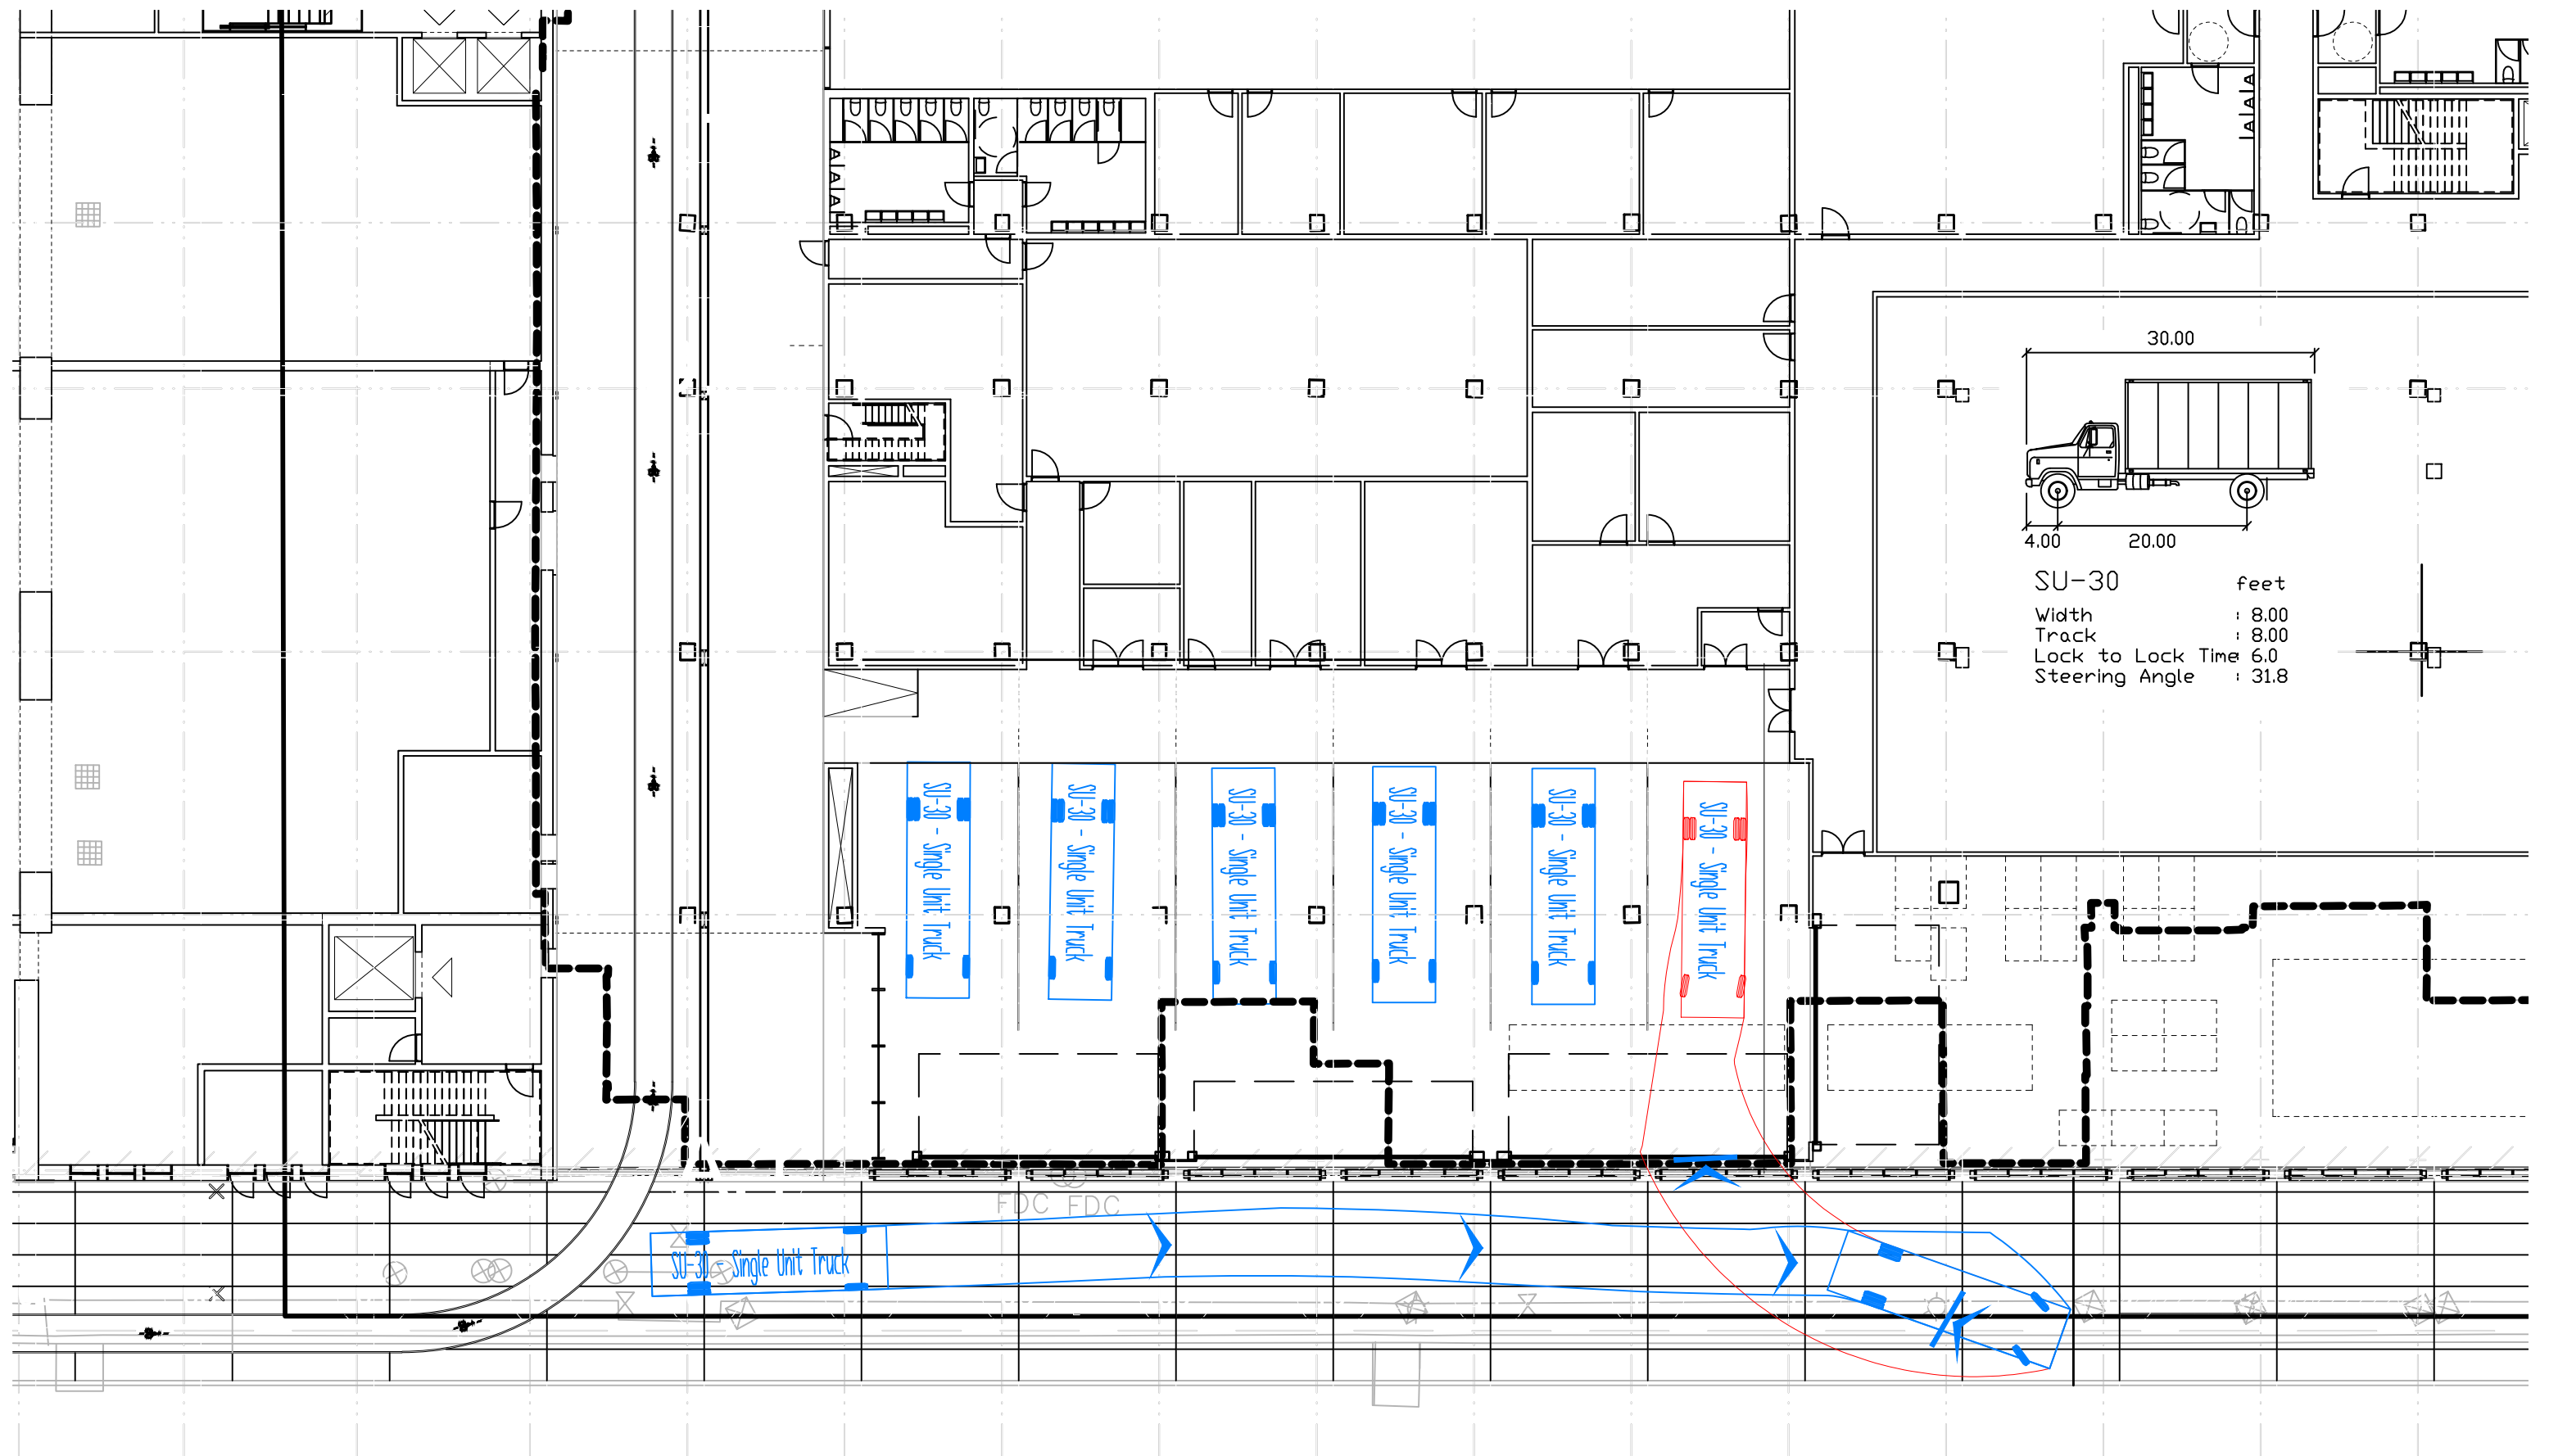 30.00
4.00 20.00
SU-30 feet
Width : 8.00
Track : 8.00
Lock to Lock Time : 6.0
Steering Angle : 31.8
SU-30 - Single Unit Truck
SU-30 - Single Unit Truck
SU-30 - Single Unit Truck
SU-30 - Single Unit Truck
SU-30 - Single Unit Truck
SU-30 - Single Unit Truck
FDC FDC
SU-30 - Single Unit Truck